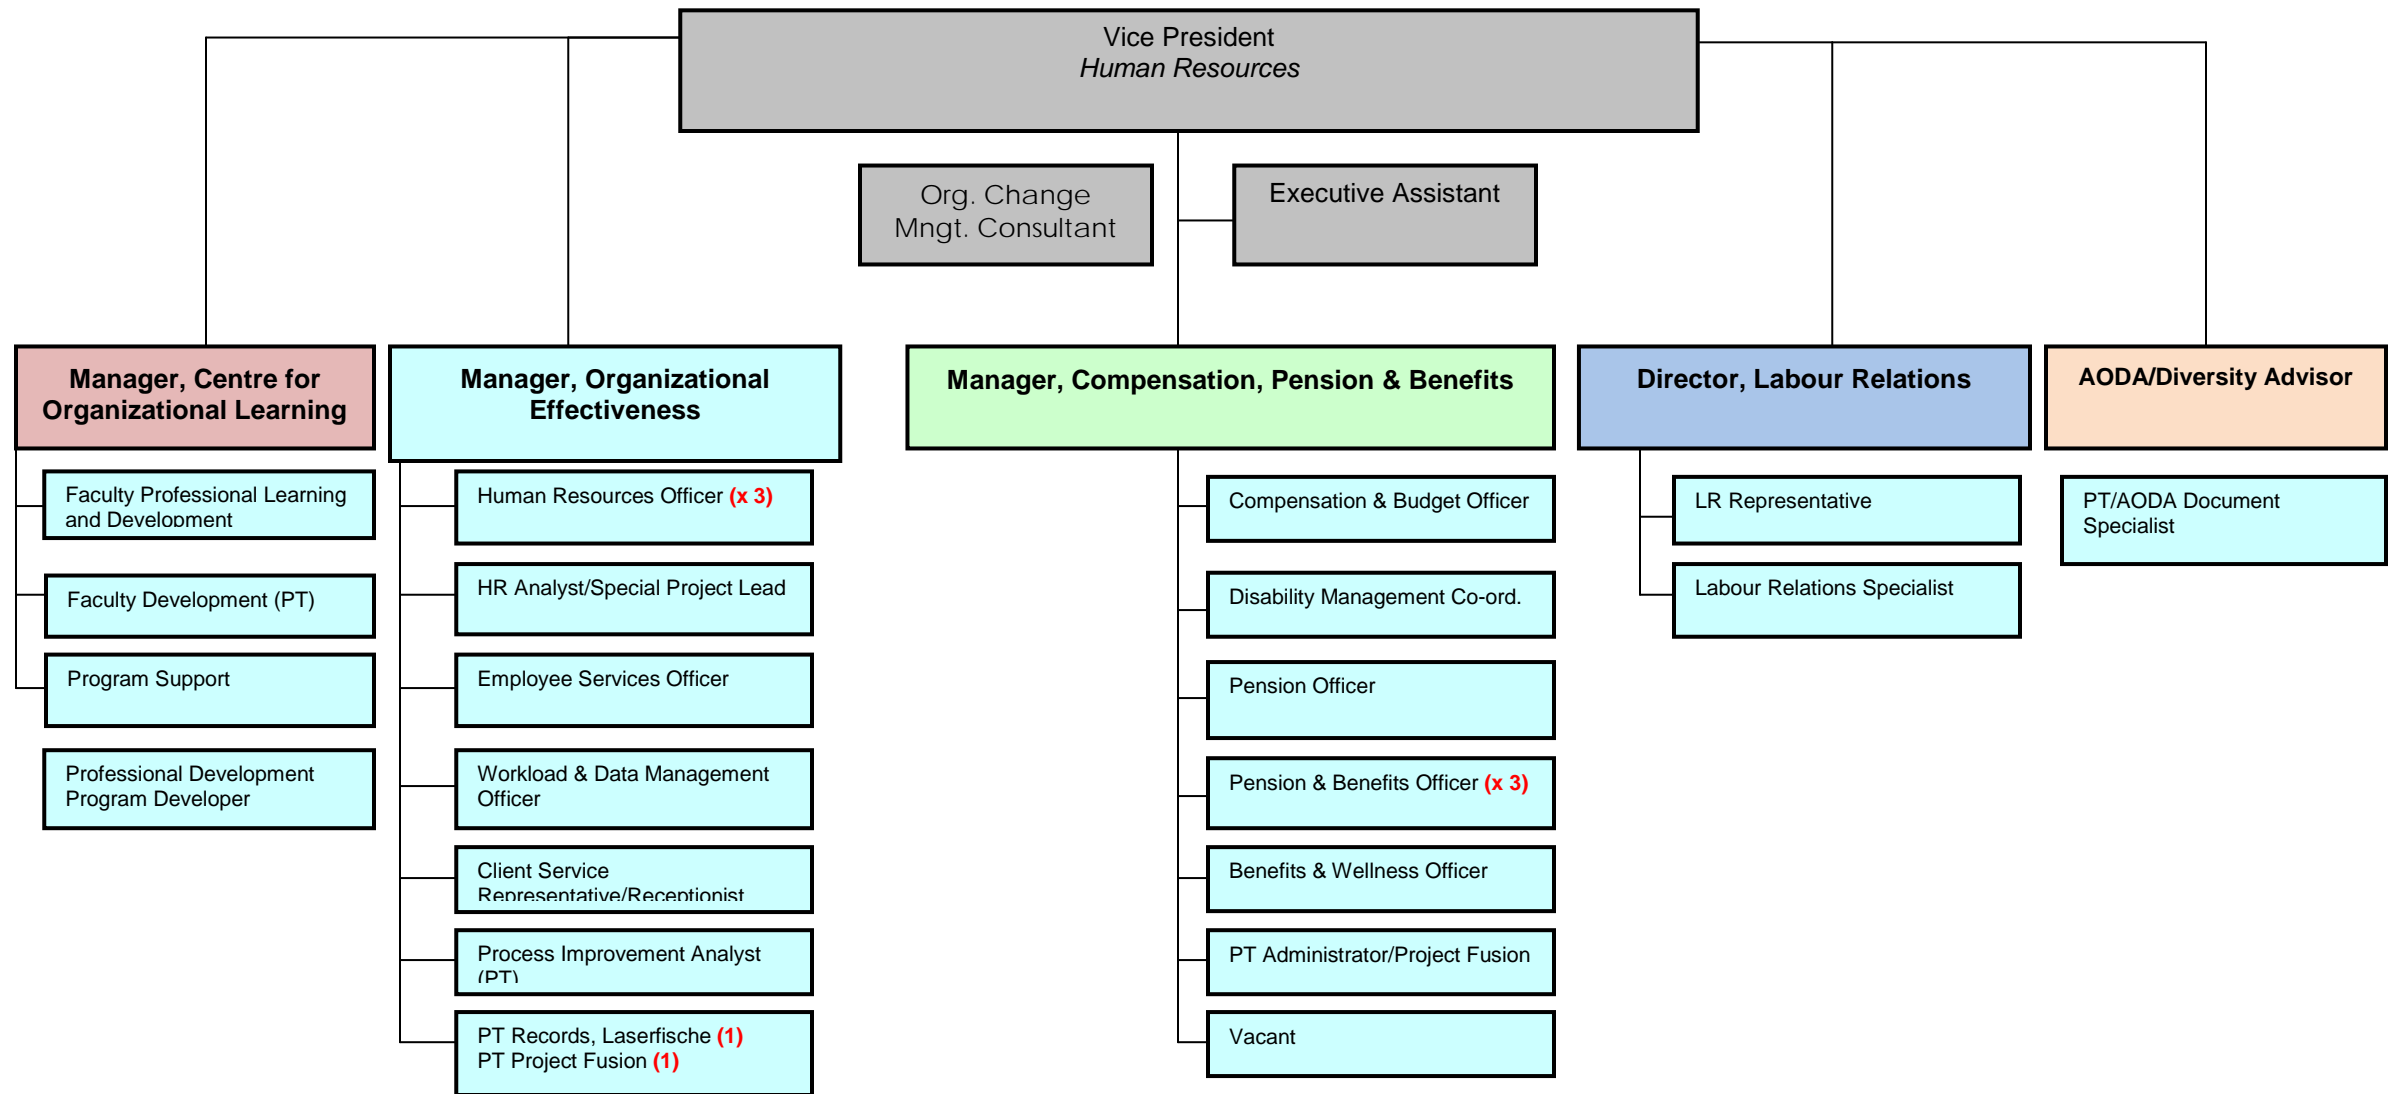 Vice President
Human Resources
Org. Change
Mngt. Consultant
Executive Assistant
Manager, Centre for
Organizational Learning
Faculty Professional Learning
and Development
Faculty Development (PT)
Program Support
Professional Development
Program Developer
Manager, Organizational
Effectiveness
Human Resources Officer (x 3)
HR Analyst/Special Project Lead
Employee Services Officer
Workload & Data Management
Officer
Client Service
Representative/Receptionist
Process Improvement Analyst
(PT)
PT Records, Laserfische (1)
PT Project Fusion (1)
Manager, Compensation, Pension & Benefits
Compensation & Budget Officer
Disability Management Co-ord.
Pension Officer
Pension & Benefits Officer (x 3)
Benefits & Wellness Officer
PT Administrator/Project Fusion
Vacant
Director, Labour Relations
LR Representative
Labour Relations Specialist
AODA/Diversity Advisor
PT/AODA Document
Specialist